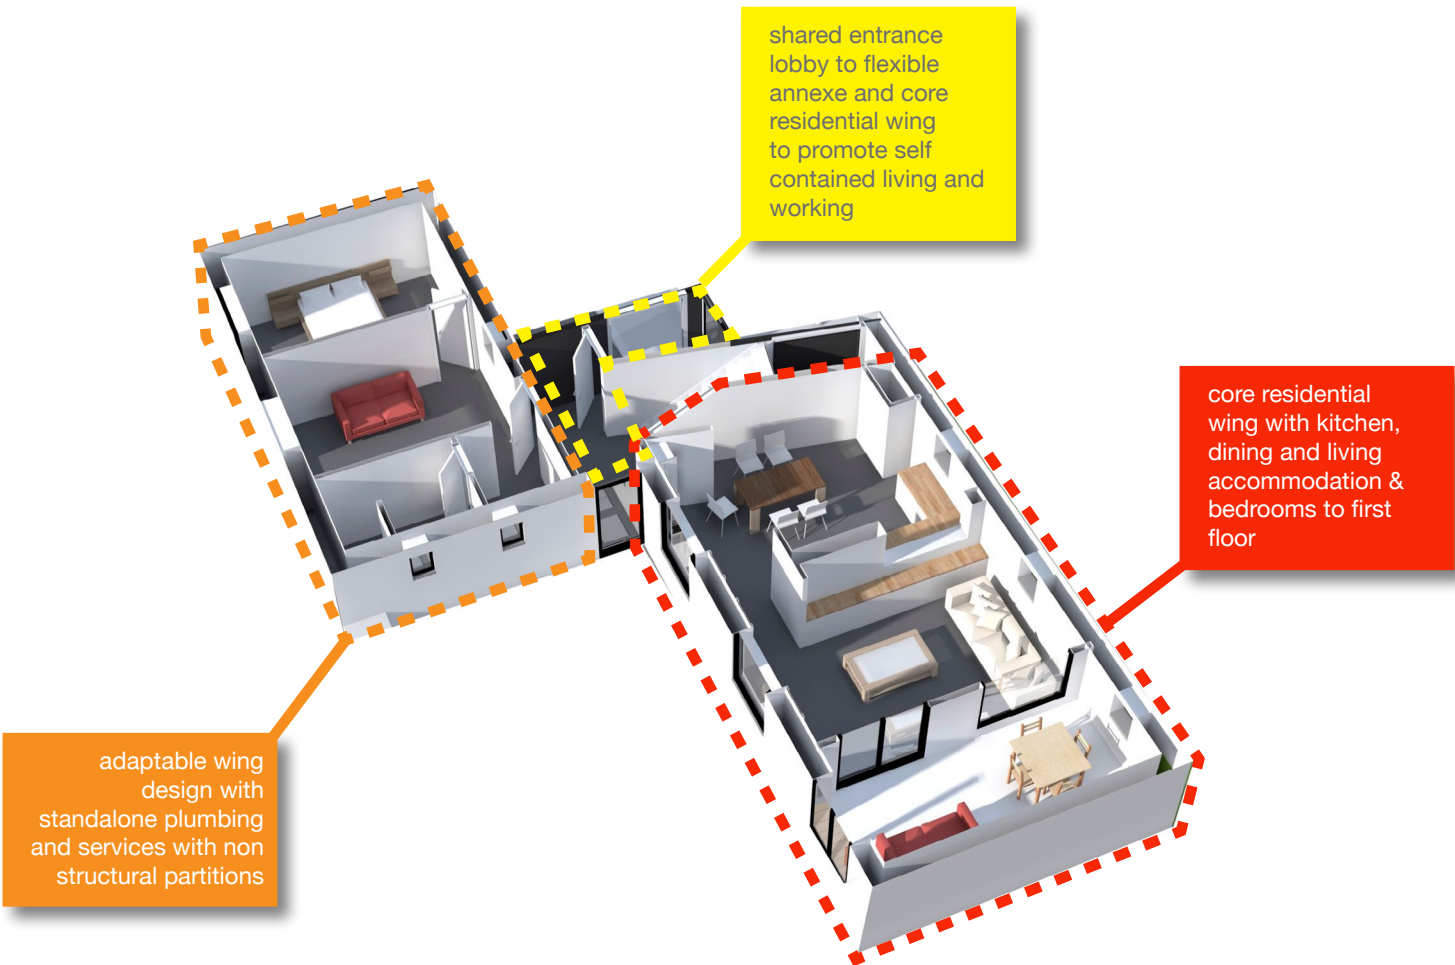 shared entrance
lobby to flexible
annexe and core
residential wing
to promote self
contained living and
working
core residential
wing with kitchen,
dining and living
accommodation &
bedrooms to first
floor
adaptable wing
design with
standalone plumbing
and services with non
structural partitions